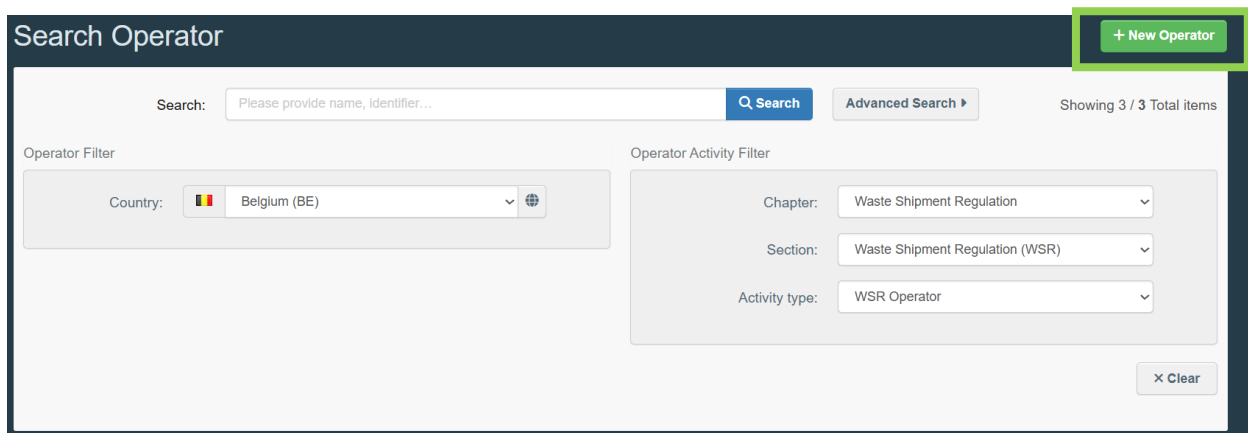 Search Operator
+ New Operator
Search: Please provide name, identifier... Search Advanced Search Showing 3 / 3 Total items
Operator Filter Operator Activity Filter
Country: Belgium (BE) Chapter: Waste Shipment Regulation
Section: Waste Shipment Regulation (WSR)
Activity type: WSR Operator
× Clear